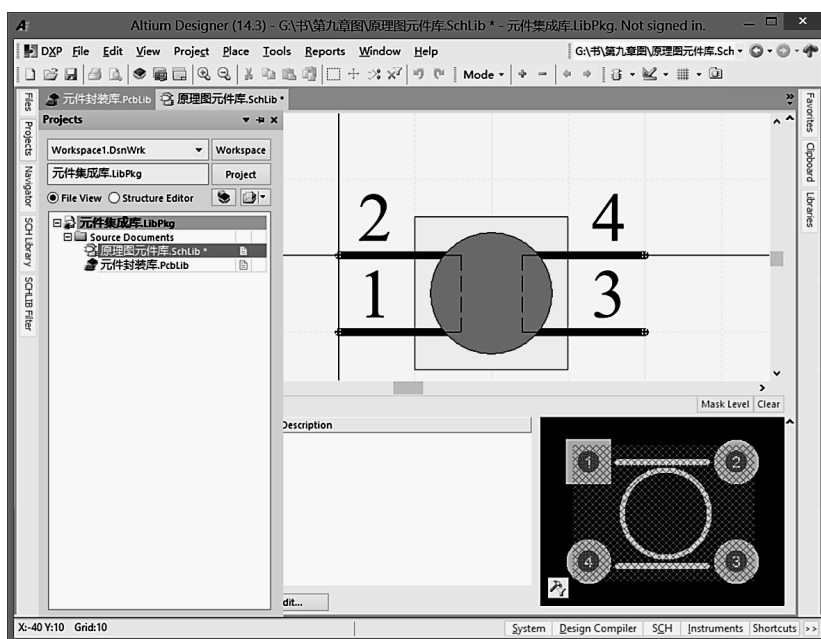 Altium Designer (14.3) - G:\书\第九章图\原理图元件库.SchLib * - 元件集成库.LibPkg. Not signed in.
DXP File Edit View Project Place Tools Reports Window Help G:\书\第九章图\原理图元件库.Sch
Mode
元件封装库.PcbLib 原理图元件库.SchLib *
Files
Projects
Navigator
SCH Library
SCHLIB Filter
Projects
Workspace1.DsnWrk Workspace
元件集成库.LibPkg Project
File View Structure Editor
元件集成库.LibPkg
Source Documents
原理图元件库.SchLib *
元件封装库.PcbLib
2 4
1 3
Favorites
Clipboard
Libraries
Mask Level Clear
Description
1 2
4 3
dit...
X:-40 Y:10 Grid:10 System Design Compiler SCH Instruments Shortcuts >>